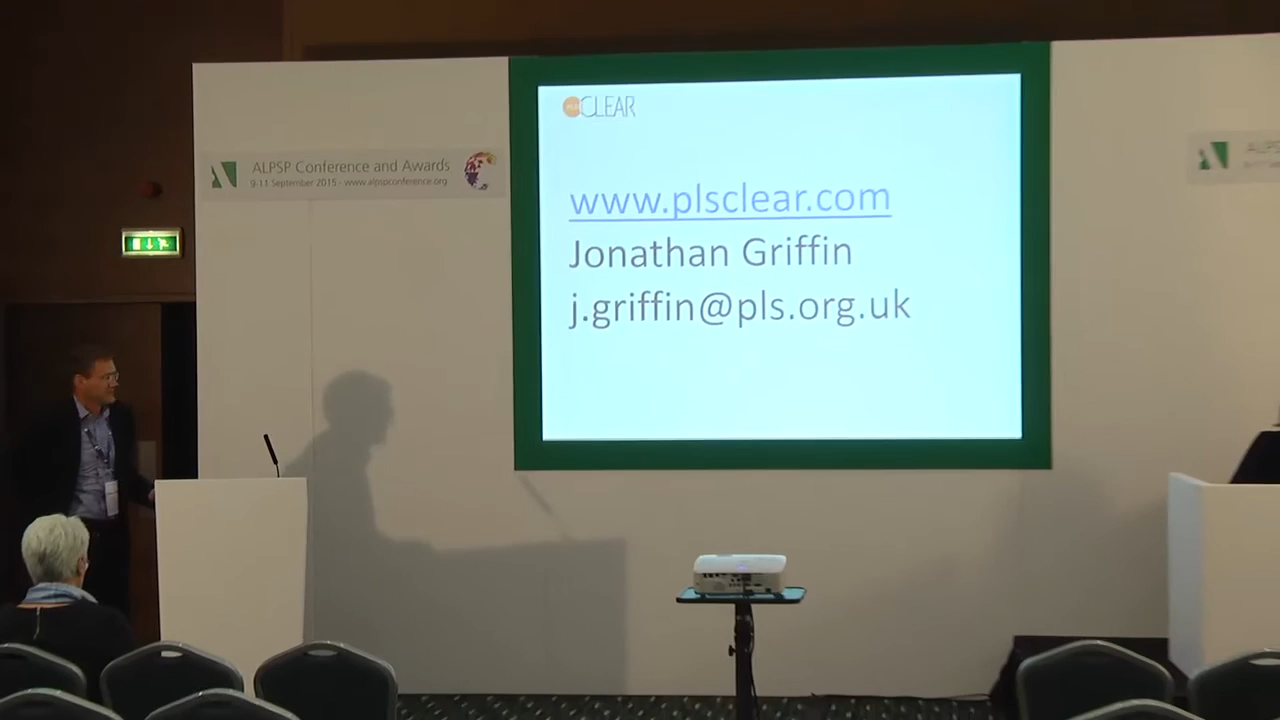 PLSCLEAR
ALPSP Conference and Awards
9-11 September 2015 - www.alpspconference.org
www.plsclear.com
Jonathan Griffin
j.griffin@pls.org.uk
ALPS